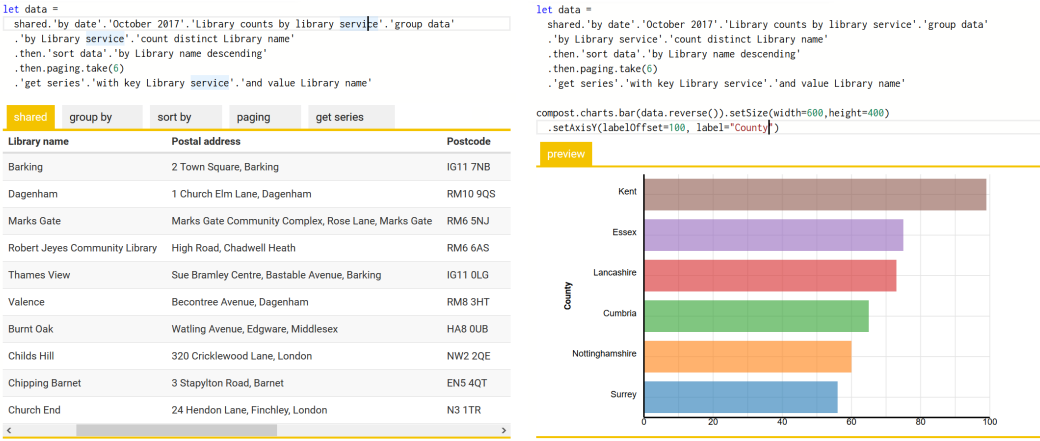 let data =
shared.'by date'.'October 2017'.'Library counts by library service'.'group data'
.'by Library service'.'count distinct Library name'
.then.'sort data'.'by Library name descending'
.then.paging.take(6)
.'get series'.'with key Library service'.'and value Library name'
shared group by sort by paging get series
Library name Postal address Postcode
Barking 2 Town Square, Barking IG11 7NB
Dagenham 1 Church Elm Lane, Dagenham RM10 9QS
Marks Gate Marks Gate Community Complex, Rose Lane, Marks Gate RM6 5NJ
Robert Jeyes Community Library High Road, Chadwell Heath RM6 6AS
Thames View Sue Bramley Centre, Bastable Avenue, Barking IG11 0LG
Valence Becontree Avenue, Dagenham RM8 3HT
Burnt Oak Watling Avenue, Edgware, Middlesex HA8 0UB
Childs Hill 320 Cricklewood Lane, London NW2 2QE
Chipping Barnet 3 Stapylton Road, Barnet EN5 4QT
Church End 24 Hendon Lane, Finchley, London N3 1TR
let data =
shared.'by date'.'October 2017'.'Library counts by library service'.'group data'
.'by Library service'.'count distinct Library name'
.then.'sort data'.'by Library name descending'
.then.paging.take(6)
.'get series'.'with key Library service'.'and value Library name'
compost.charts.bar(data.reverse()).setSize(width=600,height=400)
.setAxisY(labelOffset=100, label="County")
preview
County
Kent
Essex
Lancashire
Cumbria
Nottinghamshire
Surrey
0 20 40 60 80 100